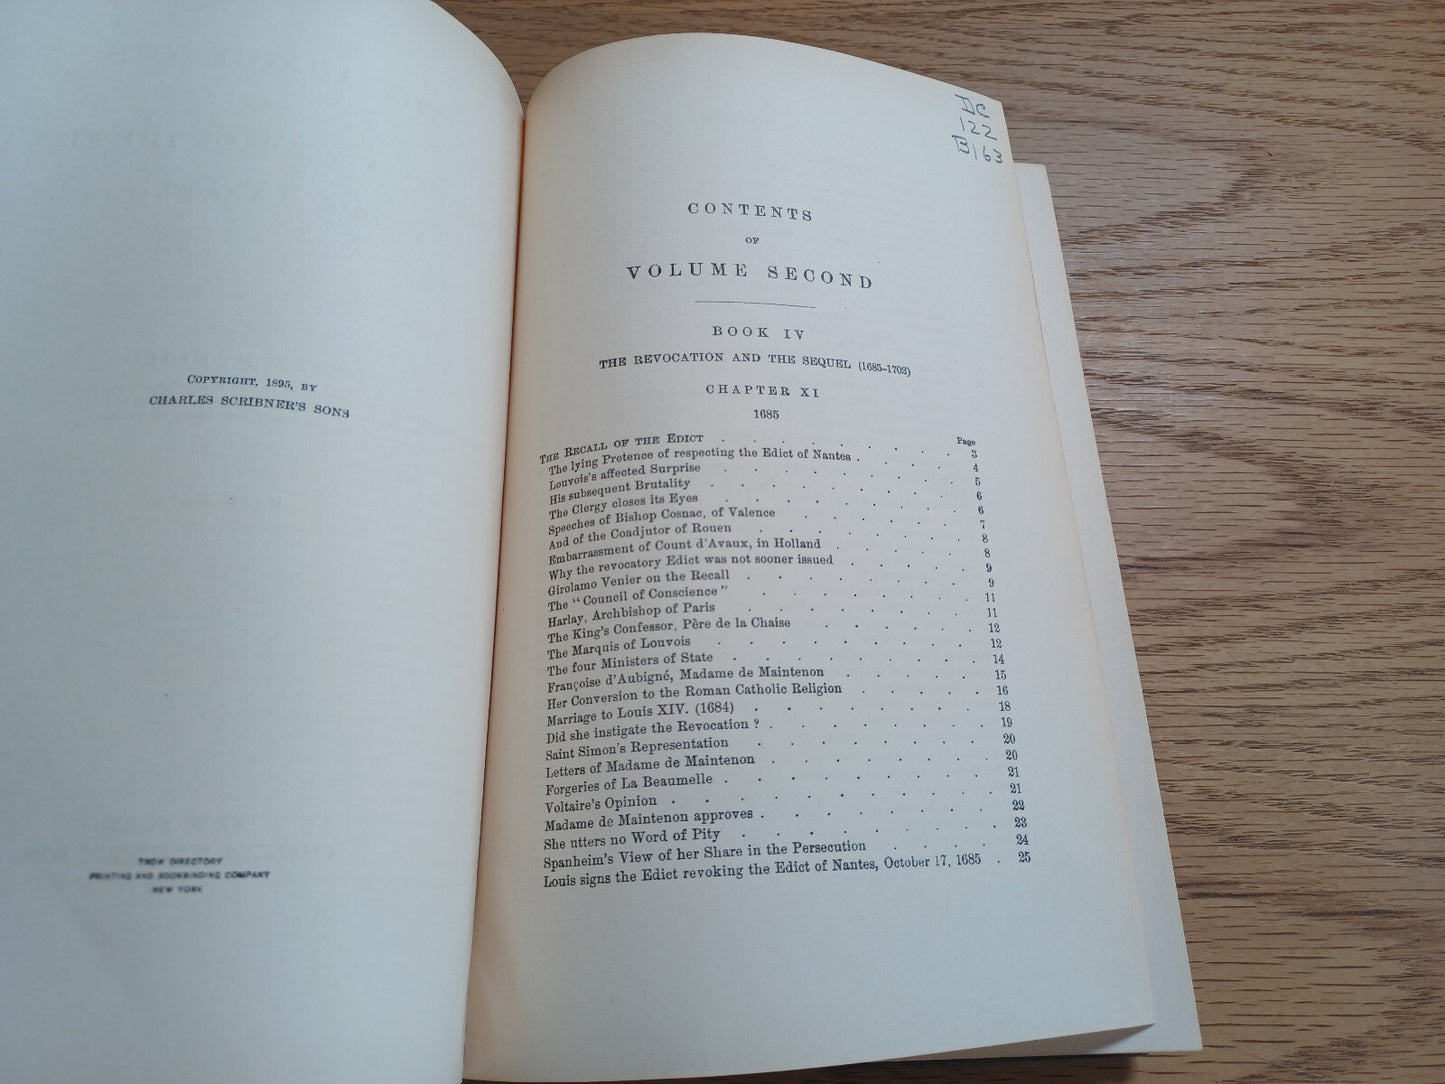 COPYRIGHT, 1895, BY
CHARLES SCRIBNER'S SONS
TROW DIRECTORY
PRINTING AND BOOKBINDING COMPANY
NEW YORK
DC
122
B163
CONTENTS
OF
VOLUME SECOND
BOOK IV
THE REVOCATION AND THE SEQUEL (1685-1702)
CHAPTER XI
1685
Page
THE RECALL OF THE EDICT . . . . . . 3
The lying Pretence of respecting the Edict of Nantes . . . . 4
Louvois's affected Surprise . . . . . . 5
His subsequent Brutality . . . . . . 6
The Clergy closes its Eyes . . . . . . 6
Speeches of Bishop Cosnac, of Valence . . . . 7
And of the Coadjutor of Rouen . . . . . 8
Embarrassment of Count d'Avaux, in Holland . . . . 8
Why the revocatory Edict was not sooner issued . . . . 9
Girolamo Venier on the Recall . . . . . 9
The "Council of Conscience" . . . . . 11
Harlay, Archbishop of Paris . . . . . 11
The King's Confessor, Père de la Chaise . . . . 12
The Marquis of Louvois . . . . . . 12
The four Ministers of State . . . . . . 14
Françoise d'Aubigné, Madame de Maintenon . . . . 15
Her Conversion to the Roman Catholic Religion . . . . 16
Marriage to Louis XIV. (1684) . . . . . . 18
Did she instigate the Revocation? . . . . . . 19
Saint Simon's Representation . . . . . . 20
Letters of Madame de Maintenon . . . . . . 20
Forgeries of La Beaumelle . . . . . . 21
Voltaire's Opinion . . . . . . . 21
Madame de Maintenon approves . . . . . . 22
She utters no Word of Pity . . . . . . 23
Spanheim's View of her Share in the Persecution . . . . 24
Louis signs the Edict revoking the Edict of Nantes, October 17, 1685 . 25